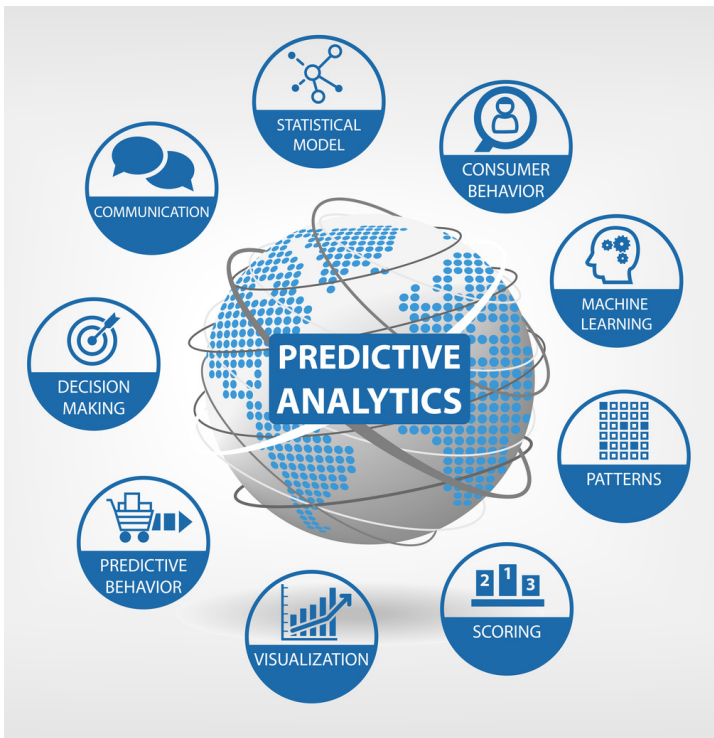 STATISTICAL
MODEL
CONSUMER
BEHAVIOR
COMMUNICATION
MACHINE
LEARNING
PREDICTIVE
ANALYTICS
DECISION
MAKING
PATTERNS
PREDICTIVE
BEHAVIOR
2 1 3
SCORING
VISUALIZATION